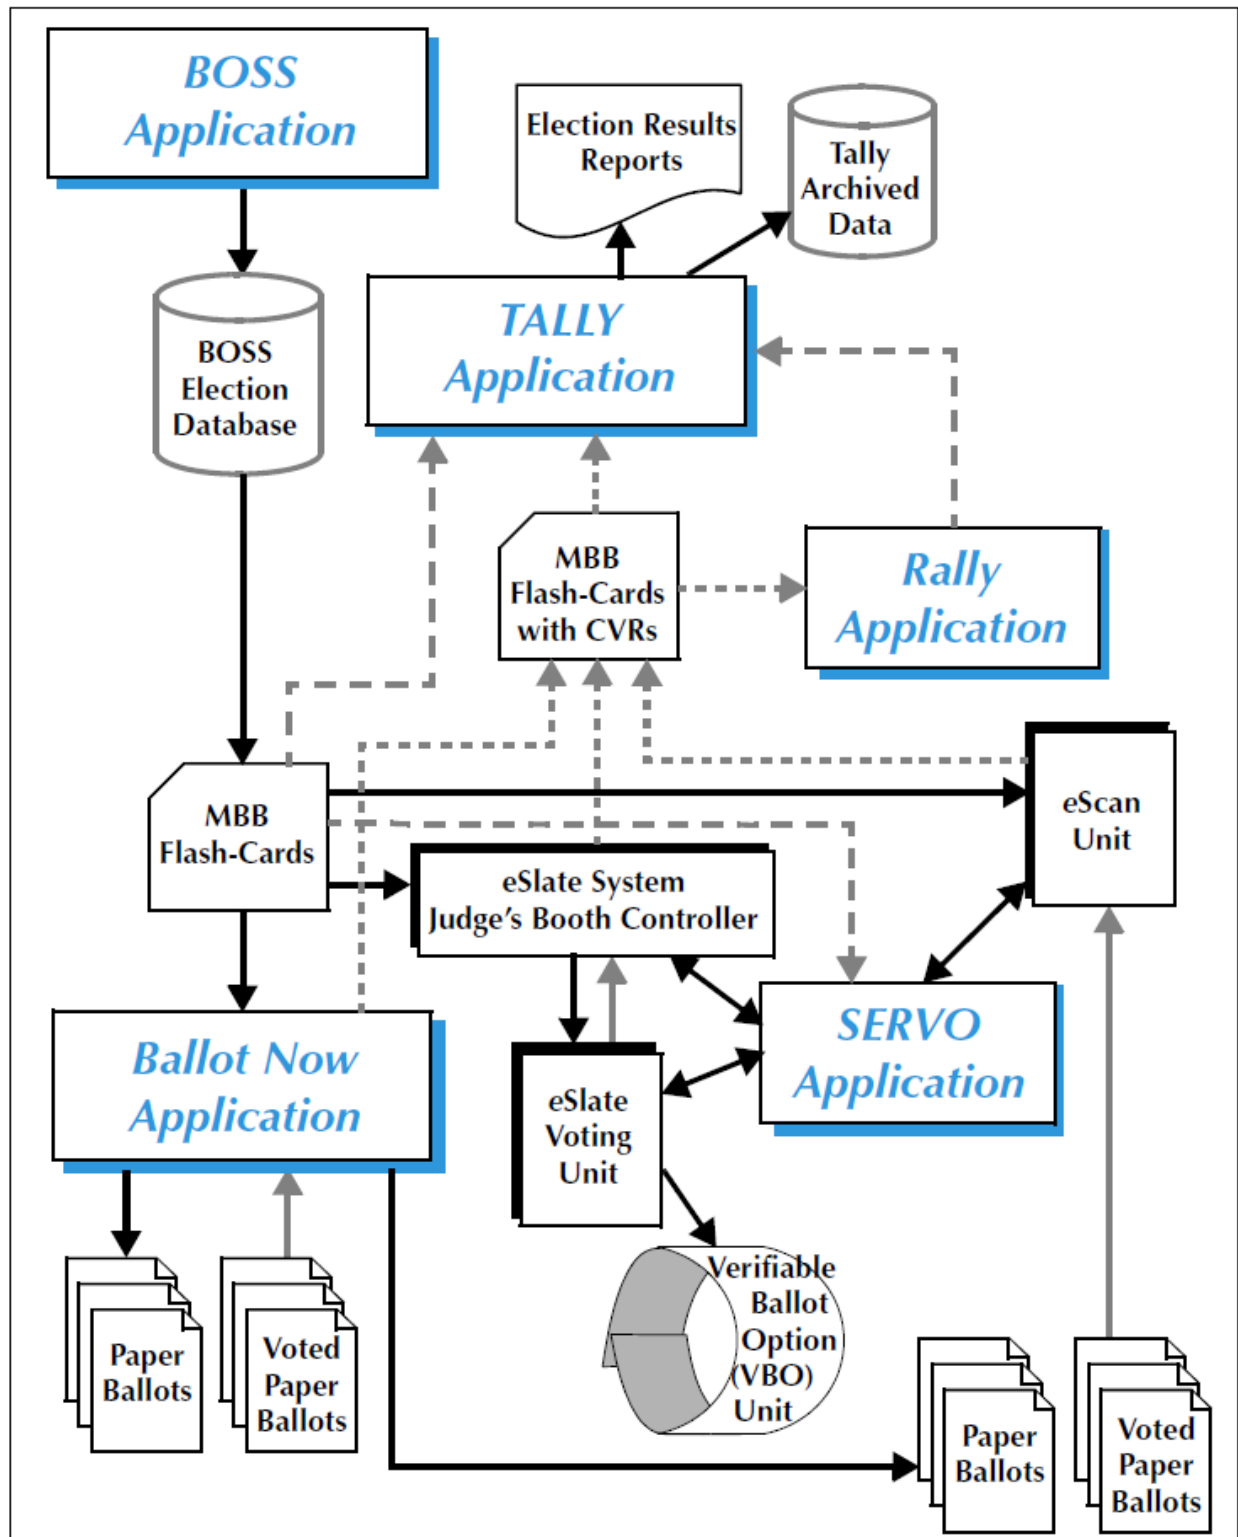 BOSS
Application
Election Results
Reports
Tally
Archived
Data
TALLY
Application
BOSS
Election
Database
MBB
Flash-Cards
with CVRs
Rally
Application
MBB
Flash-Cards
eScan
Unit
eSlate System
Judge's Booth Controller
SERVO
Application
Ballot Now
Application
eSlate
Voting
Unit
Verifiable
Ballot
Option
(VBO)
Unit
Paper
Ballots
Voted
Paper
Ballots
Paper
Ballots
Voted
Paper
Ballots